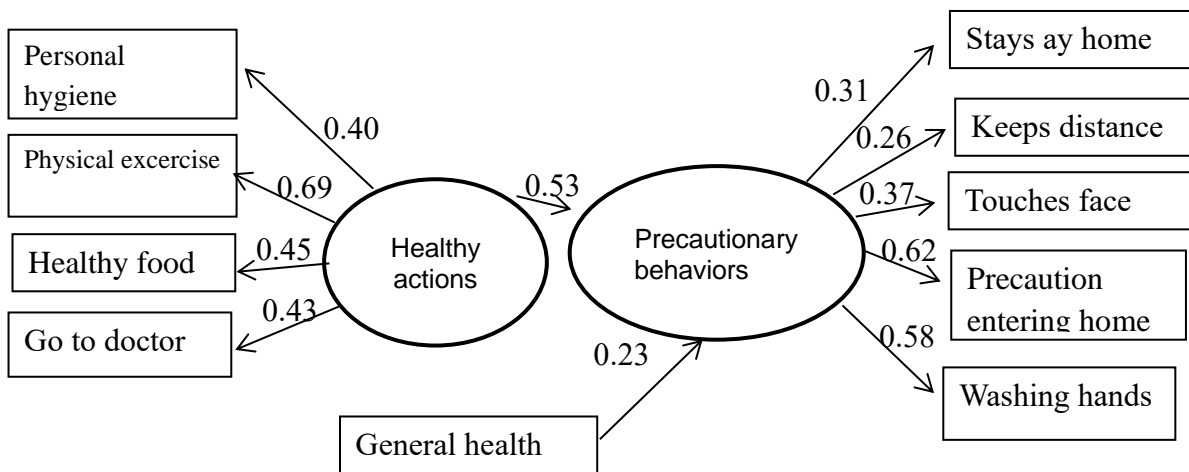 Personal
hygiene
Physical excercise
Healthy food
Go to doctor
0.40
0.69
0.45
0.43
Healthy
actions
0.53
Precautionary
behaviors
0.23
General health
0.31
0.26
0.37
0.62
0.58
Stays ay home
Keeps distance
Touches face
Precaution
entering home
Washing hands